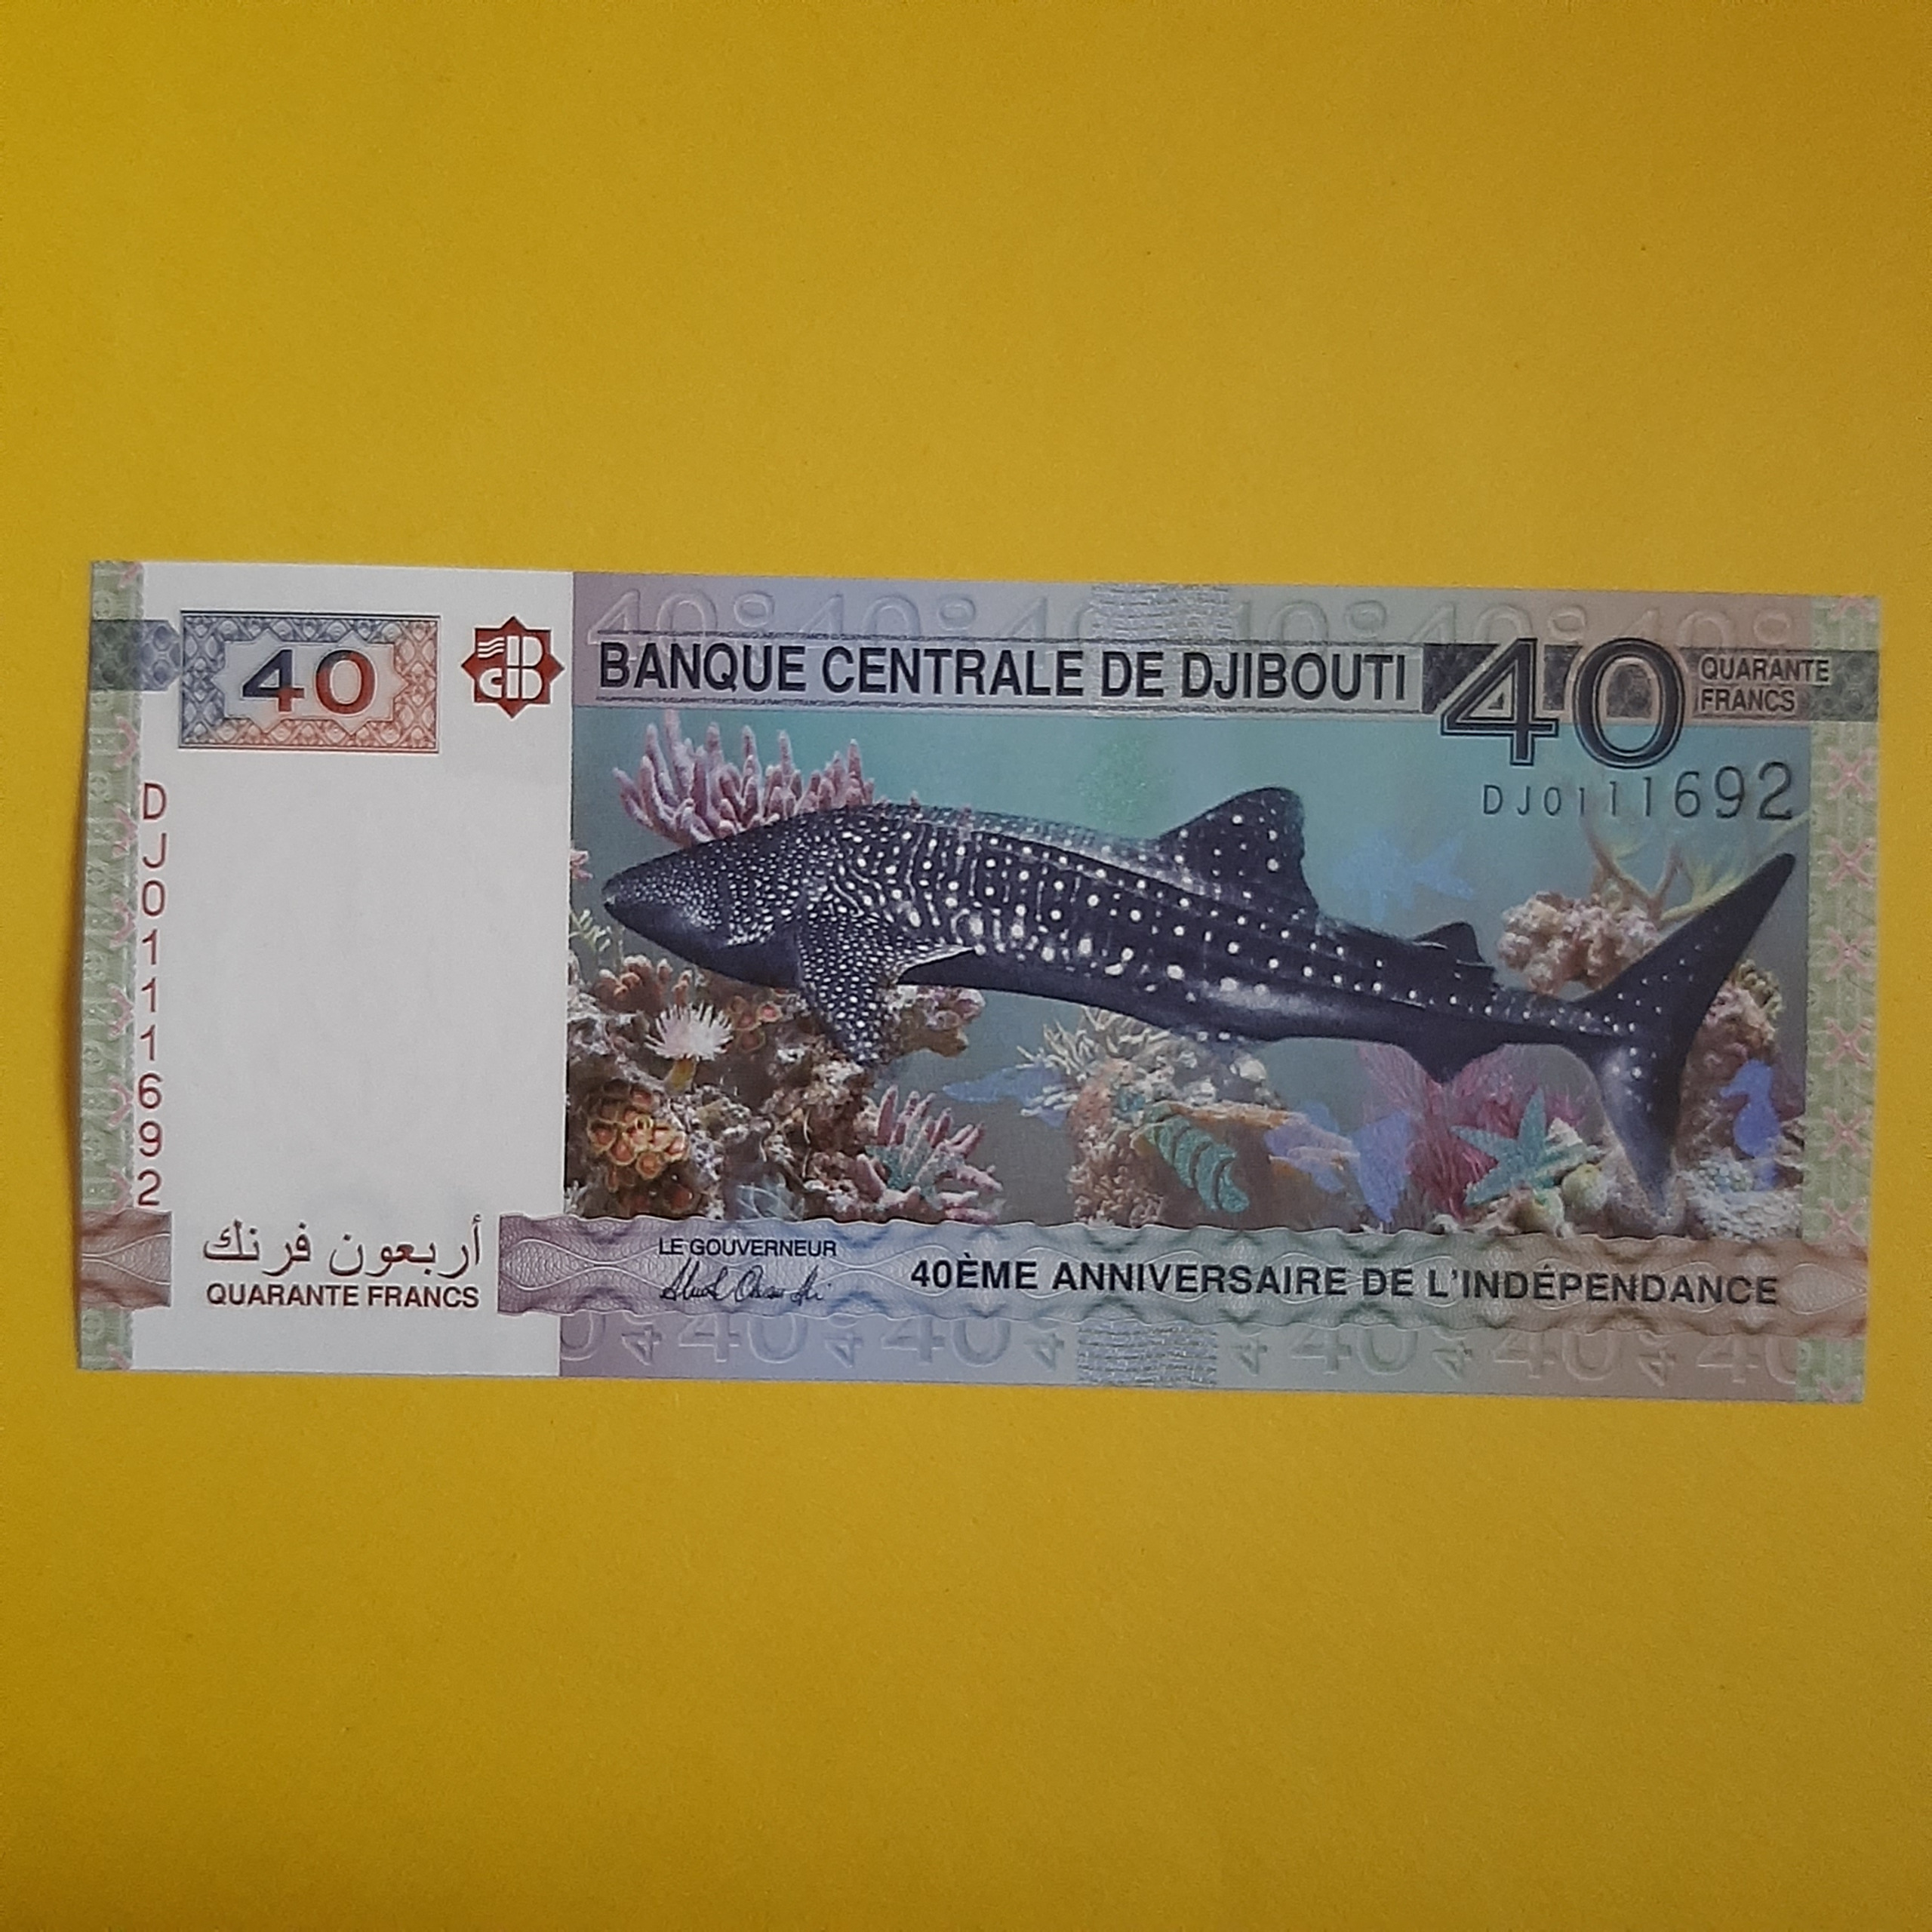 40
BANQUE CENTRALE DE DJIBOUTI
40
QUARANTE
FRANCS
DJ0111692
DJ0111692
أربعون فرنك
QUARANTE FRANCS
LE GOUVERNEUR
40ÈME ANNIVERSAIRE DE L'INDÉPENDANCE